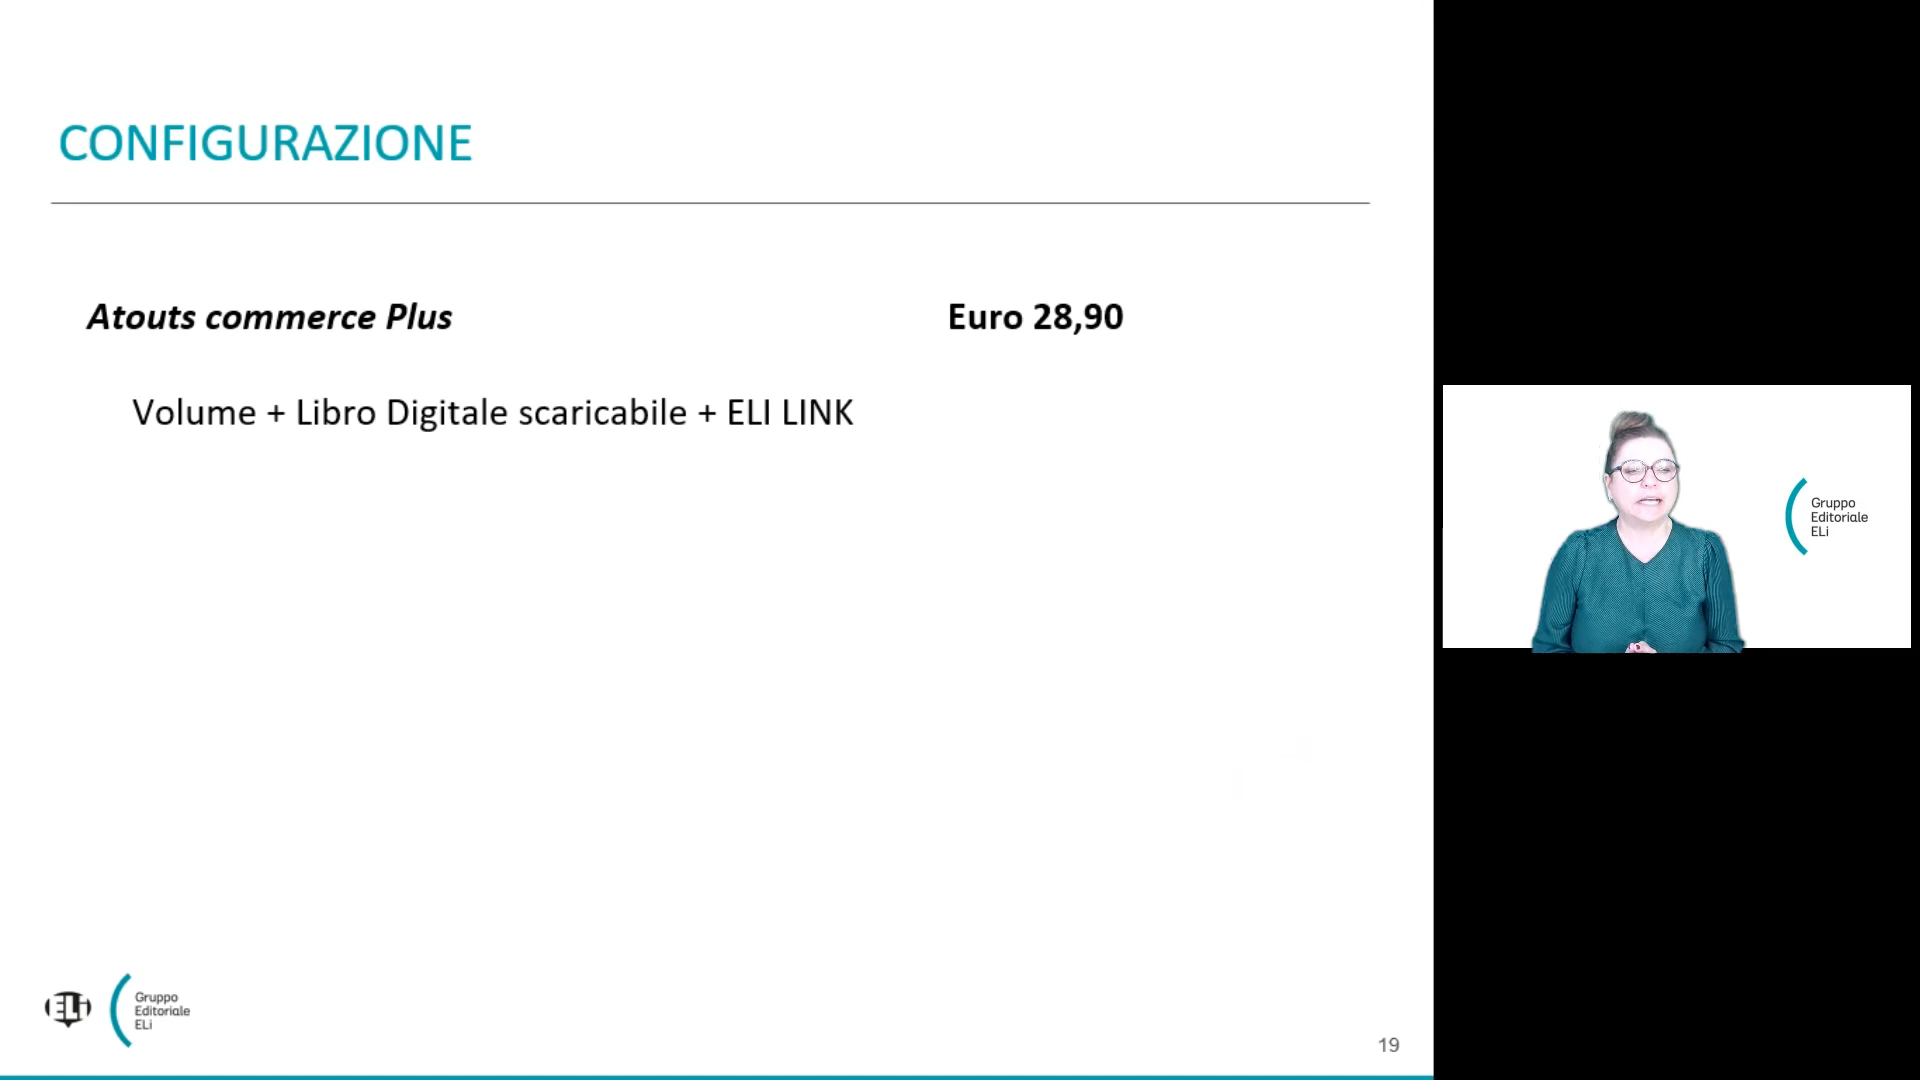 CONFIGURAZIONE
Atouts commerce Plus Euro 28,90
Volume + Libro Digitale scaricabile + ELI LINK
Gruppo
Editoriale
ELi
ELi
Gruppo
Editoriale
ELi
19